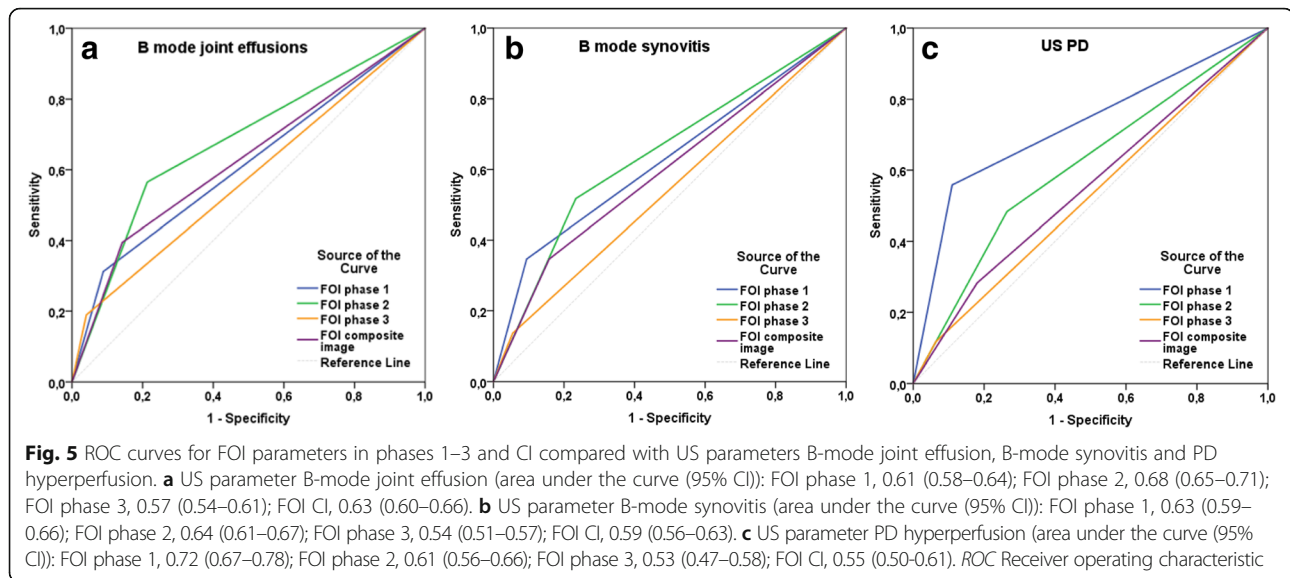 a
B mode joint effusions
1,0
0,8
0,6
0,4
0,2
0,0
Sensitivity
0,0 0,2 0,4 0,6 0,8 1,0
1 - Specificity
Source of the
Curve
FOI phase 1
FOI phase 2
FOI phase 3
FOI composite
image
Reference Line
b
B mode synovitis
1,0
0,8
0,6
0,4
0,2
0,0
Sensitivity
0,0 0,2 0,4 0,6 0,8 1,0
1 - Specificity
Source of the
Curve
FOI phase 1
FOI phase 2
FOI phase 3
FOI composite
image
Reference Line
c
US PD
1,0
0,8
0,6
0,4
0,2
0,0
Sensitivity
0,0 0,2 0,4 0,6 0,8 1,0
1 - Specificity
Source of the
Curve
FOI phase 1
FOI phase 2
FOI phase 3
FOI composite
image
Reference Line
Fig. 5 ROC curves for FOI parameters in phases 1–3 and CI compared with US parameters B-mode joint effusion, B-mode synovitis and PD
hyperperfusion. a US parameter B-mode joint effusion (area under the curve (95% CI)): FOI phase 1, 0.61 (0.58–0.64); FOI phase 2, 0.68 (0.65–0.71);
FOI phase 3, 0.57 (0.54–0.61); FOI CI, 0.63 (0.60–0.66). b US parameter B-mode synovitis (area under the curve (95% CI)): FOI phase 1, 0.63 (0.59–
0.66); FOI phase 2, 0.64 (0.61–0.67); FOI phase 3, 0.54 (0.51–0.57); FOI CI, 0.59 (0.56–0.63). c US parameter PD hyperperfusion (area under the curve (95%
CI)): FOI phase 1, 0.72 (0.67–0.78); FOI phase 2, 0.61 (0.56–0.66); FOI phase 3, 0.53 (0.47–0.58); FOI CI, 0.55 (0.50-0.61). ROC Receiver operating characteristic